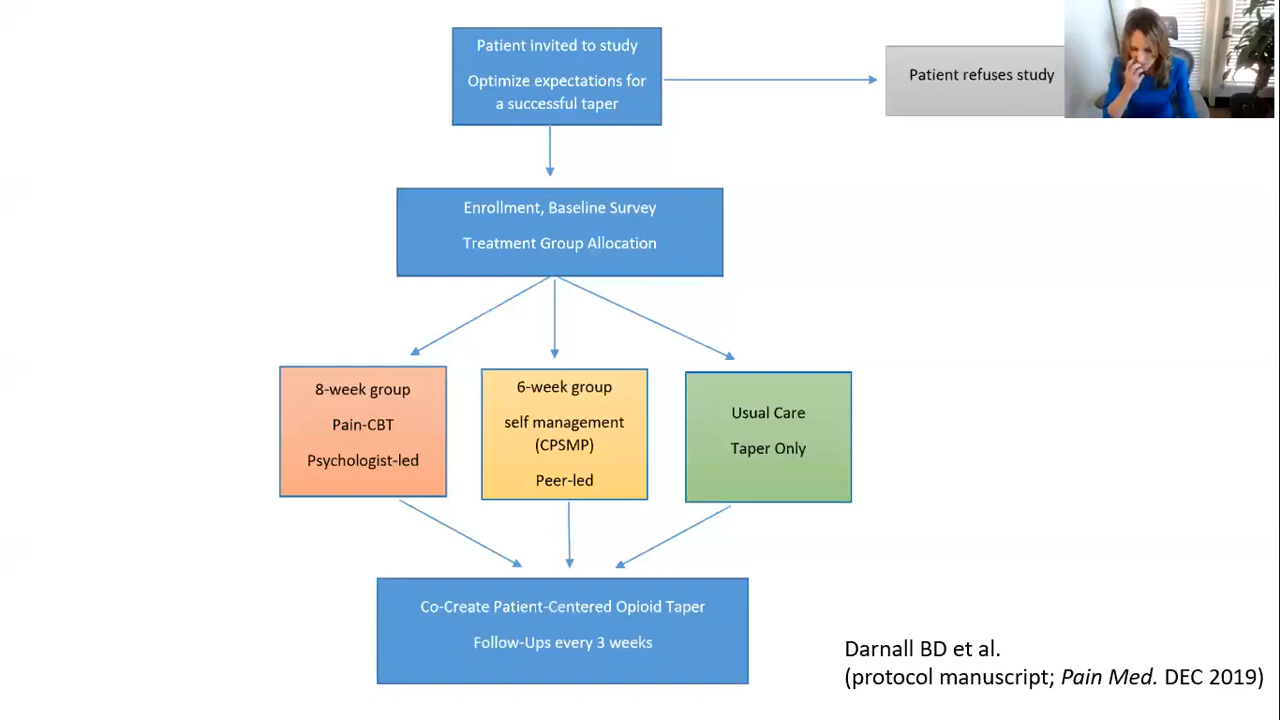 Patient invited to study
Optimize expectations for
a successful taper
Patient refuses study
Enrollment, Baseline Survey
Treatment Group Allocation
8-week group
Pain-CBT
Psychologist-led
6-week group
self management
(CPSMP)
Peer-led
Usual Care
Taper Only
Co-Create Patient-Centered Opioid Taper
Follow-Ups every 3 weeks
Darnall BD et al.
(protocol manuscript; Pain Med. DEC 2019)